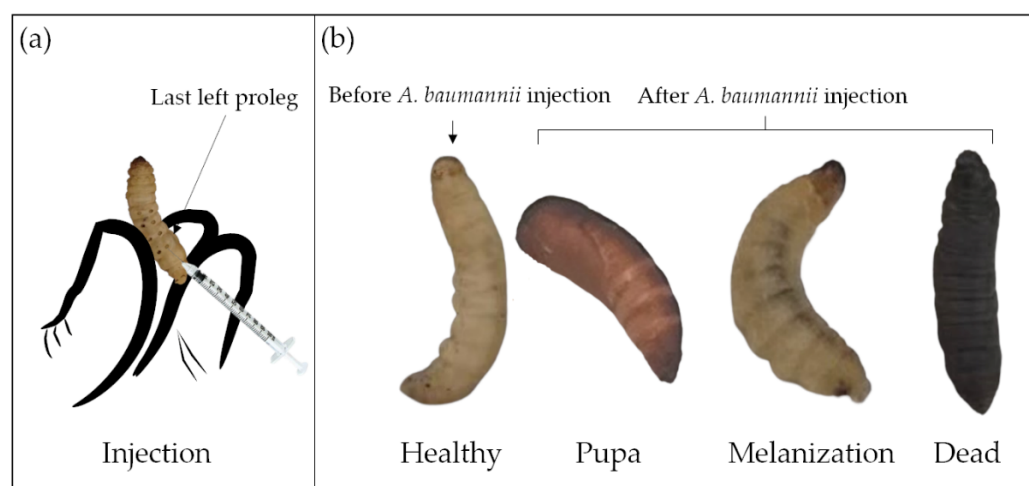 (a)
Last left proleg
Injection
(b)
Before A. baumannii injection
After A. baumannii injection
Healthy
Pupa
Melanization
Dead